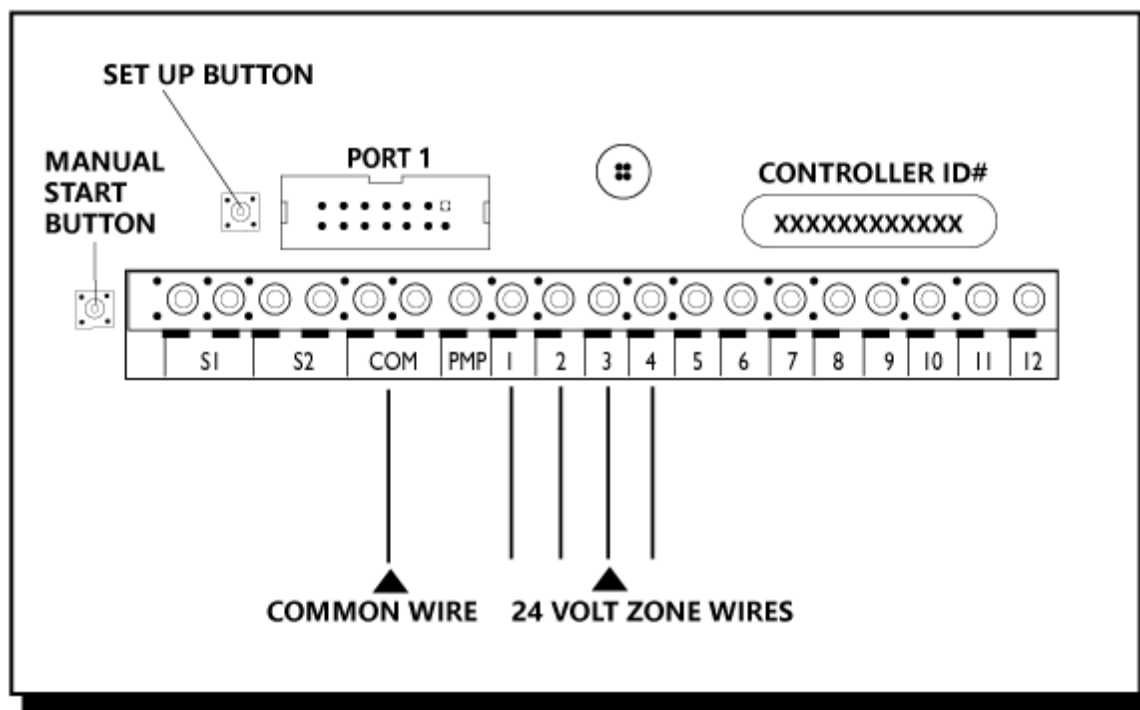 SET UP BUTTON
MANUAL
START
BUTTON
PORT 1
CONTROLLER ID#
XXXXXXXXXXXX
S1 S2 COM PMP 1 2 3 4 5 6 7 8 9 10 11 12
COMMON WIRE
24 VOLT ZONE WIRES